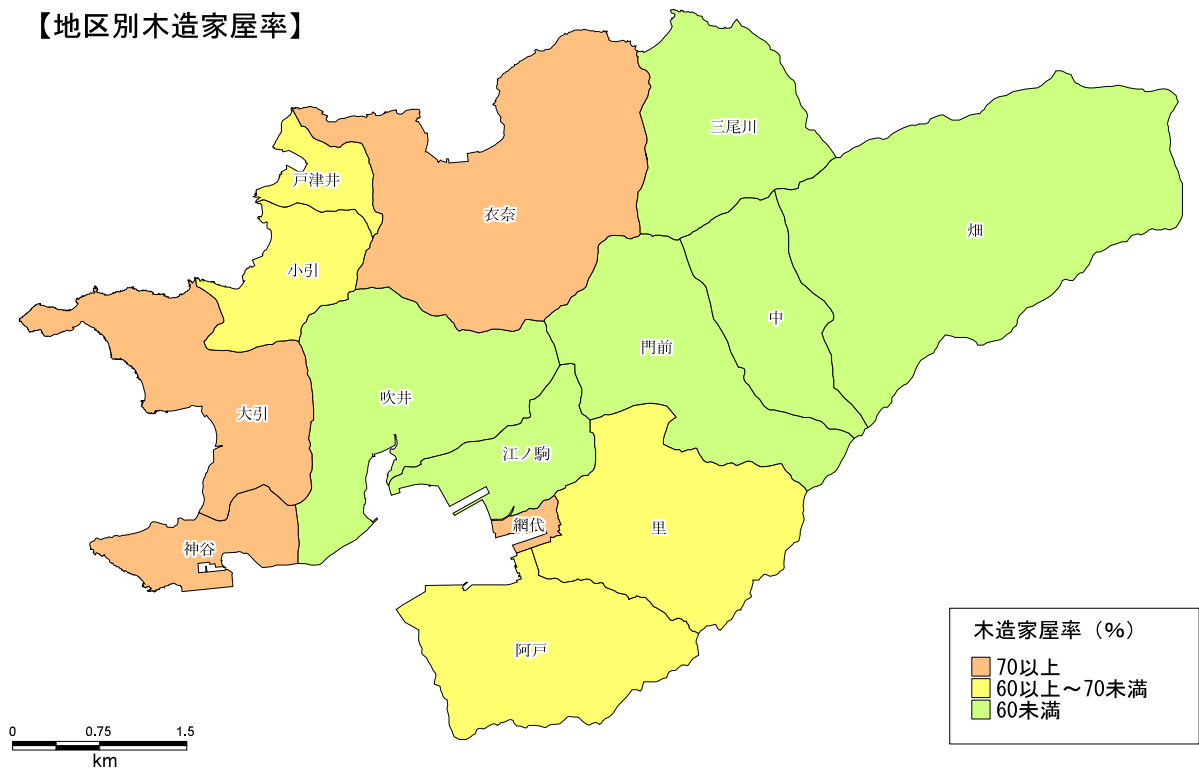 【地区別木造家屋率】
三尾川
戸津井
衣奈
畑
小引
中
門前
吹井
大引
江ノ駒
網代
里
神谷
阿戸
木造家屋率（%）
70以上
60以上～70未満
60未満
0 0.75 1.5
km